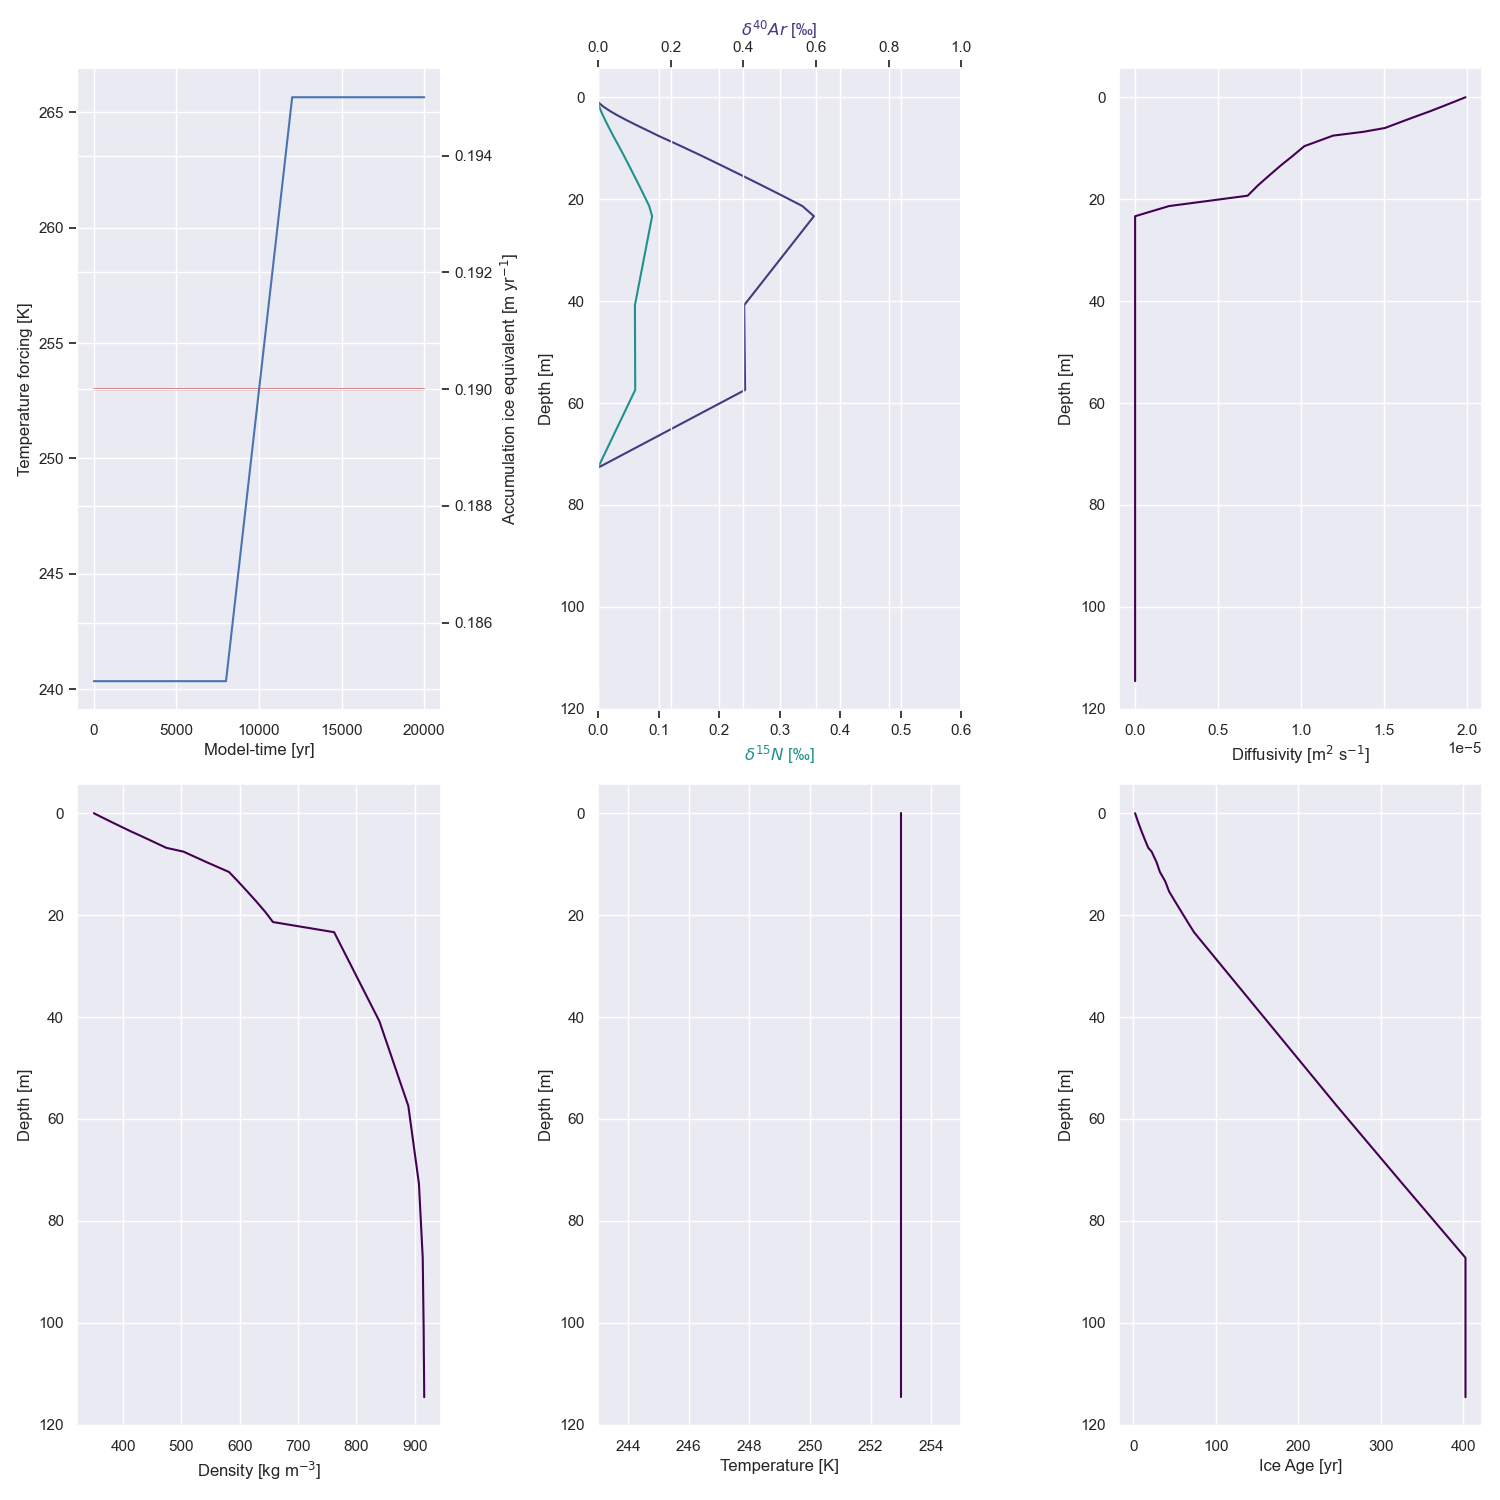 δ⁴⁰Ar [‰]
0.0 0.2 0.4 0.6 0.8 1.0
Temperature forcing [K]
265
260
255
250
245
240
0 5000 10000 15000 20000
Model-time [yr]
0.194
0.192
0.190
0.188
0.186
Accumulation ice equivalent [m yr⁻¹]
Depth [m]
0
20
40
60
80
100
120
0.0 0.1 0.2 0.3 0.4 0.5 0.6
δ¹⁵N [‰]
Depth [m]
0
20
40
60
80
100
120
0.0 0.5 1.0 1.5 2.0
1e−5
Diffusivity [m² s⁻¹]
Depth [m]
0
20
40
60
80
100
120
400 500 600 700 800 900
Density [kg m⁻³]
Depth [m]
0
20
40
60
80
100
120
244 246 248 250 252 254
Temperature [K]
Depth [m]
0
20
40
60
80
100
120
0 100 200 300 400
Ice Age [yr]